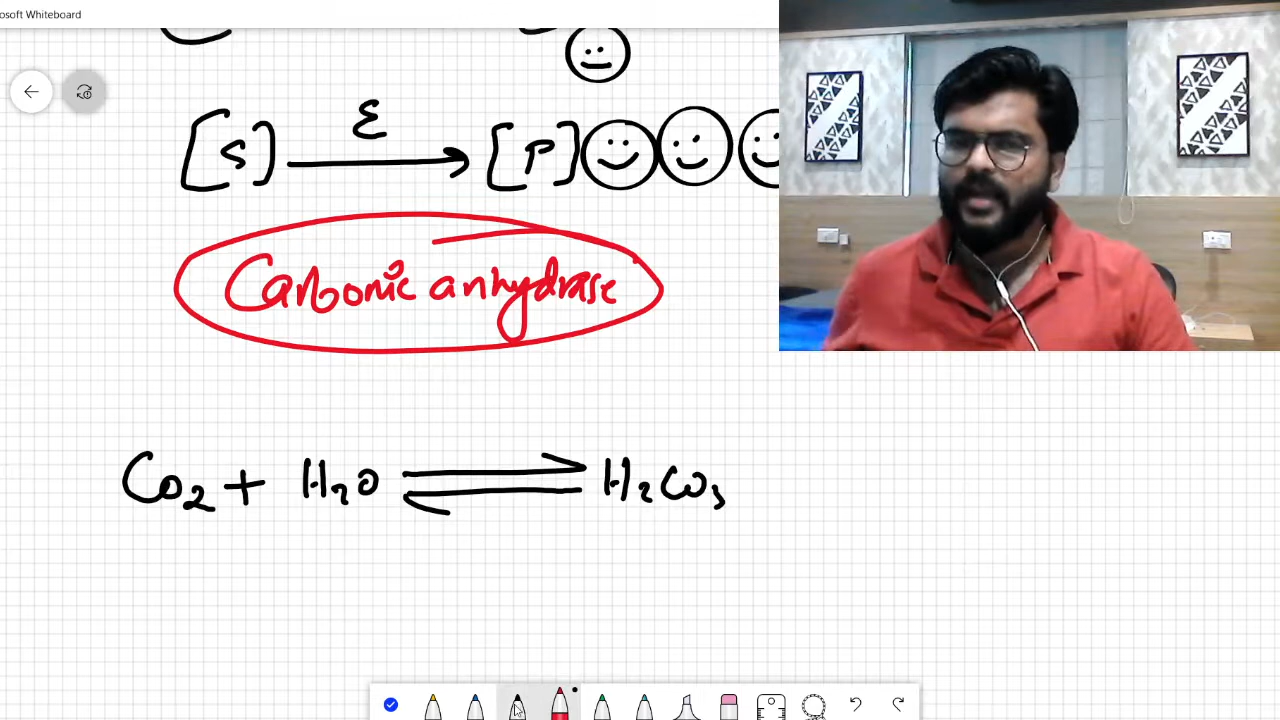 osoft Whiteboard
[S] ε→ [P]
Carbonic anhydrase
CO2 + H2O ⇌ H2CO3